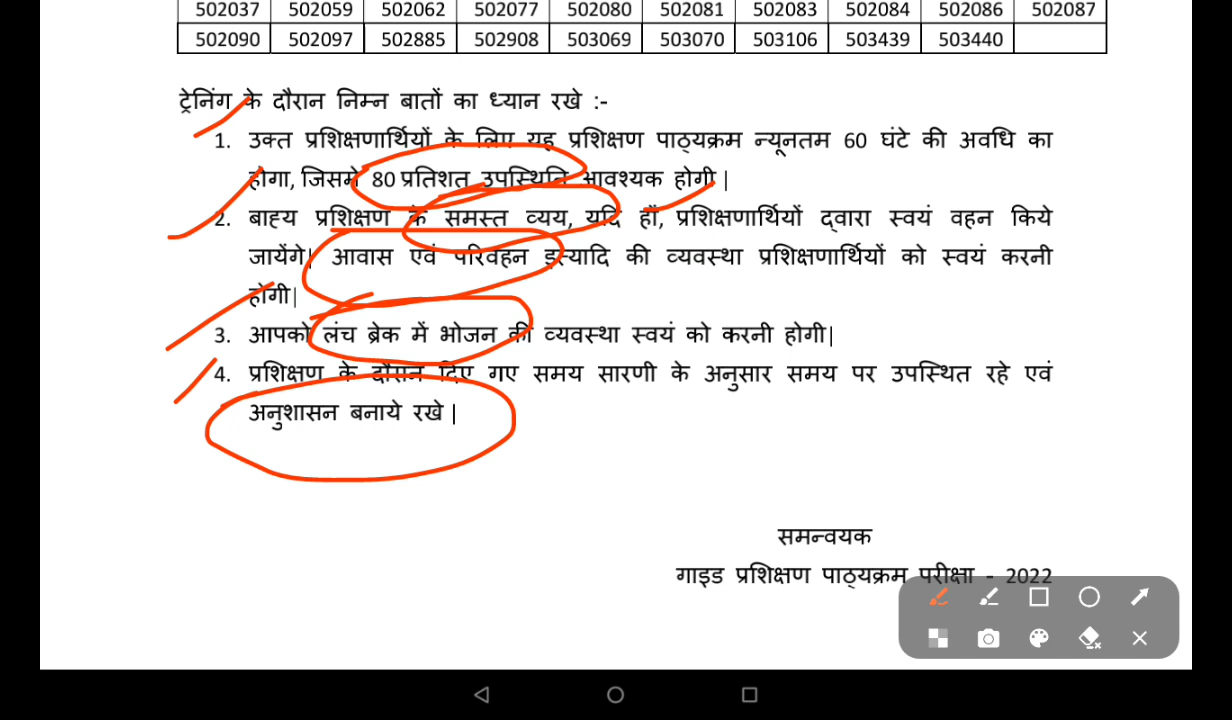 502037 502059 502062 502077 502080 502081 502083 502084 502086 502087
502090 502097 502885 502908 503069 503070 503106 503439 503440
ट्रेनिंग के दौरान निम्न बातों का ध्यान रखे :-
1. उक्त प्रशिक्षणार्थियों के लिए यह प्रशिक्षण पाठ्यक्रम न्यूनतम 60 घंटे की अवधि का
होगा, जिसमे 80 प्रतिशत उपस्थिति आवश्यक होगी |
2. बाह्य प्रशिक्षण के समस्त व्यय, यदि हों, प्रशिक्षणार्थियों द्वारा स्वयं वहन किये
जायेंगे| आवास एवं परिवहन इत्यादि की व्यवस्था प्रशिक्षणार्थियों को स्वयं करनी
होगी|
3. आपको लंच ब्रेक में भोजन की व्यवस्था स्वयं को करनी होगी|
4. प्रशिक्षण के दौरान दिए गए समय सारणी के अनुसार समय पर उपस्थित रहे एवं
अनुशासन बनाये रखे |
समन्वयक
गाइड प्रशिक्षण पाठ्यक्रम परीक्षा - 2022